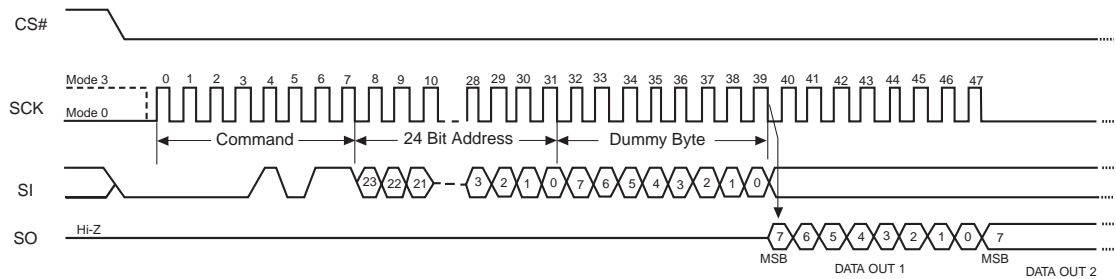 CS#
Mode 3
0 1 2 3 4 5 6 7 8 9 10 28 29 30 31 32 33 34 35 36 37 38 39 40 41 42 43 44 45 46 47
SCK
Mode 0
Command
24 Bit Address
Dummy Byte
SI
23 22 21 3 2 1 0 7 6 5 4 3 2 1 0
SO
Hi-Z
7 6 5 4 3 2 1 0 7
MSB
DATA OUT 1
MSB
DATA OUT 2